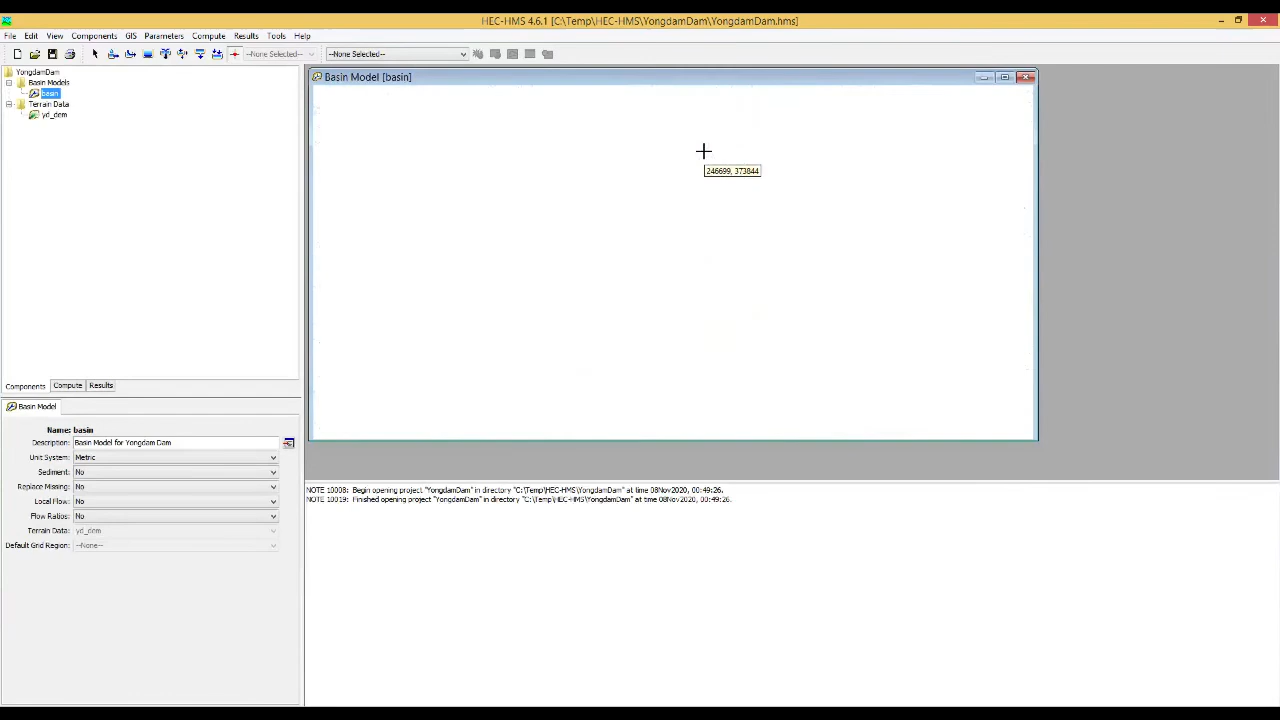 HEC-HMS 4.6.1 [C:\Temp\HEC-HMS\YongdamDam\YongdamDam.hms]
File Edit View Components GIS Parameters Compute Results Tools Help
--None Selected-- --None Selected--
YongdamDam
Basin Models
basin
Terrain Data
yd_dem
Basin Model [basin]
246699, 373844
Components Compute Results
Basin Model
Name: basin
Description: Basin Model for Yongdam Dam
Unit System: Metric
Sediment: No
Replace Missing: No
Local Flow: No
Flow Ratios: No
Terrain Data: yd_dem
Default Grid Region: --None--
NOTE 10008: Begin opening project "YongdamDam" in directory "C:\Temp\HEC-HMS\YongdamDam" at time 08Nov2020, 00:49:26.
NOTE 10019: Finished opening project "YongdamDam" in directory "C:\Temp\HEC-HMS\YongdamDam" at time 08Nov2020, 00:49:26.